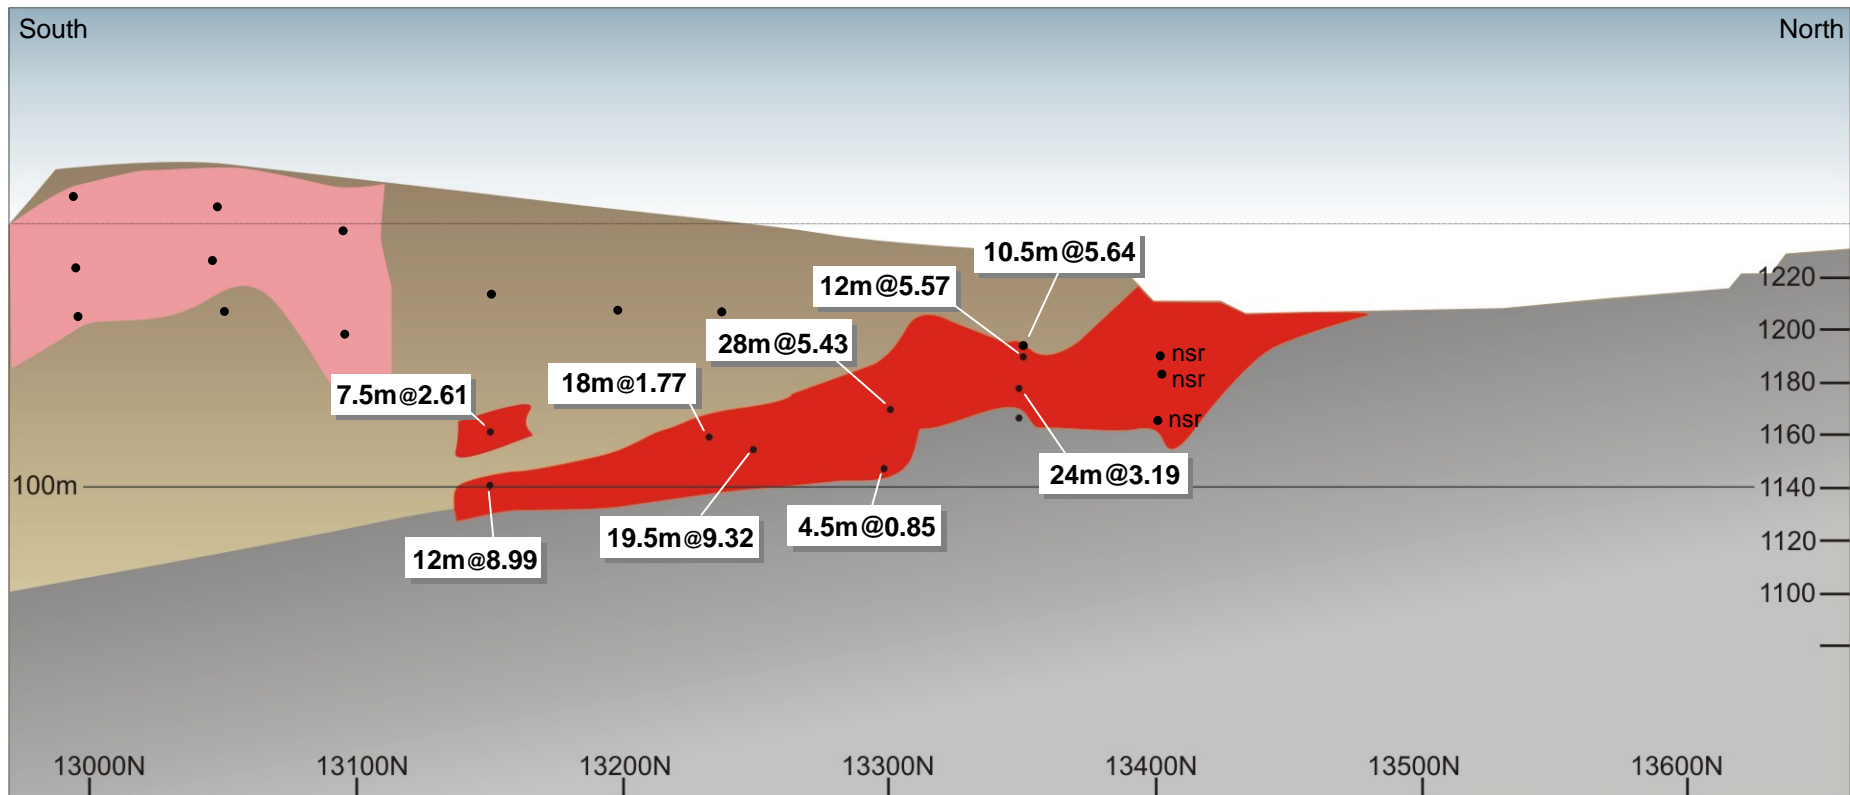 South
North
10.5m@5.64
12m@5.57
1220
1200
28m@5.43
nsr
nsr
18m@1.77
1180
7.5m@2.61
nsr
1160
24m@3.19
100m
1140
4.5m@0.85
19.5m@9.32
1120
12m@8.99
1100
13000N
13100N
13200N
13300N
13400N
13500N
13600N